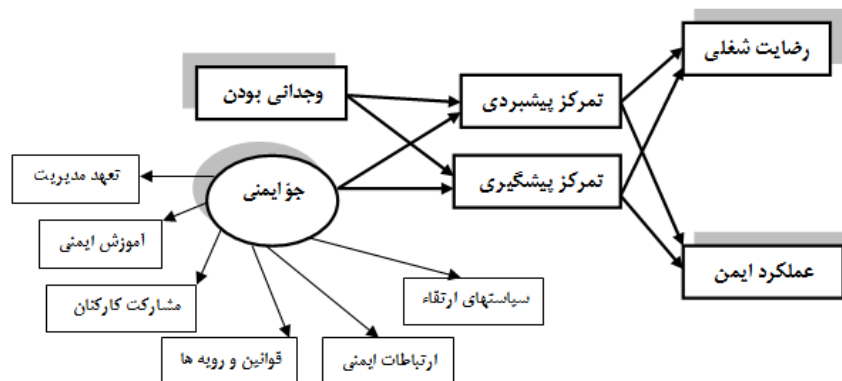 رضایت شغلی
وجدانی بودن
تمرکز پیشبردی
تمرکز پیشگیری
جو ایمنی
تعهد مدیریت
آموزش ایمنی
عملکرد ایمن
مشارکت کارکنان
سیاستهای ارتقاء
قوانین و رویه ها
ارتباطات ایمنی